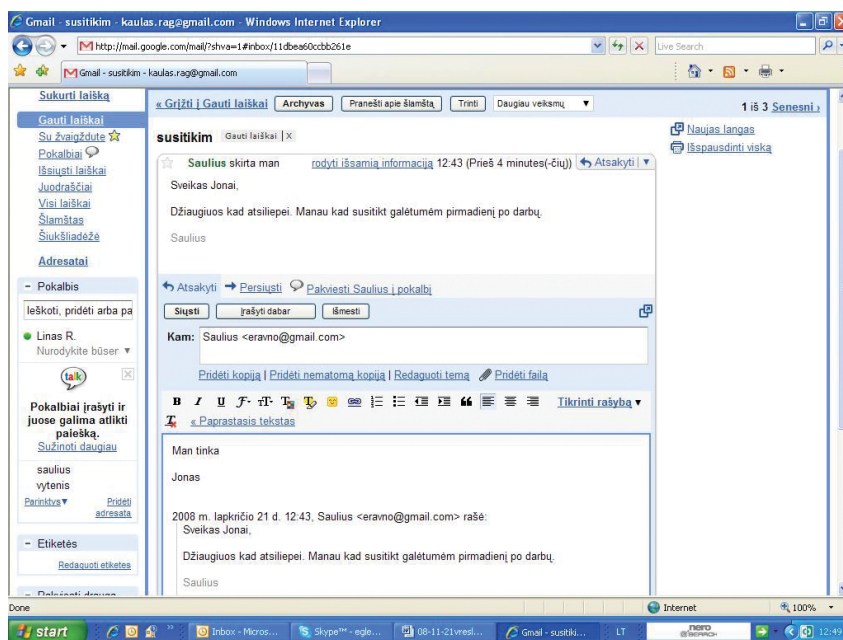 Gmail - susitikim - kaulas.rag@gmail.com - Windows Internet Explorer
http://mail.google.com/mail/?shva=1#inbox/11dbea60ccbb261e
Live Search
Gmail - susitikim - kaulas.rag@gmail.com
Sukurti laišką
Gauti laiškai
Su žvaigždute
Pokalbiai
Išsiųsti laiškai
Juodraščiai
Visi laiškai
Šlamštas
Šiukšliadėžė
Adresatai
− Pokalbis
Ieškoti, pridėti arba pa
Linas R.
Nurodykite būser ▼
talk
Pokalbiai įrašyti ir
juose galima atlikti
paiešką.
Sužinoti daugiau
saulius
vytenis
Parinktys▼ Pridėti
adresata
− Etiketės
Redaguoti etiketes
« Grįžti į Gauti laiškai Archyvas Pranešti apie šlamštą Trinti Daugiau veiksmų ▼ 1 iš 3 Senesni ›
susitikim Gauti laiškai | X
Saulius skirta man rodyti išsamią informaciją 12:43 (Prieš 4 minutes(-čių)) Atsakyti ▼
Sveikas Jonai,
Džiaugiuos kad atsiliepei. Manau kad susitikt galėtumėm pirmadienį po darbų.
Saulius
Atsakyti Persiųsti Pakviesti Saulius į pokalbį
Siųsti Įrašyti dabar Išmesti
Kam: Saulius <eravno@gmail.com>
Pridėti kopiją | Pridėti nematomą kopiją | Redaguoti temą Pridėti failą
B I U Tikrinti rašybą ▼
« Paprastasis tekstas
Man tinka
Jonas
2008 m. lapkričio 21 d. 12:43, Saulius <eravno@gmail.com> rašė:
Sveikas Jonai,
Džiaugiuos kad atsiliepei. Manau kad susitikt galėtumėm pirmadienį po darbų.
Saulius
Naujas langas
Išspausdinti viską
Done Internet 100%
start Inbox - Micros... Skype™ - egle... 08-11-21vresl... Gmail - susitiki... LT nero SEARCH 12:49